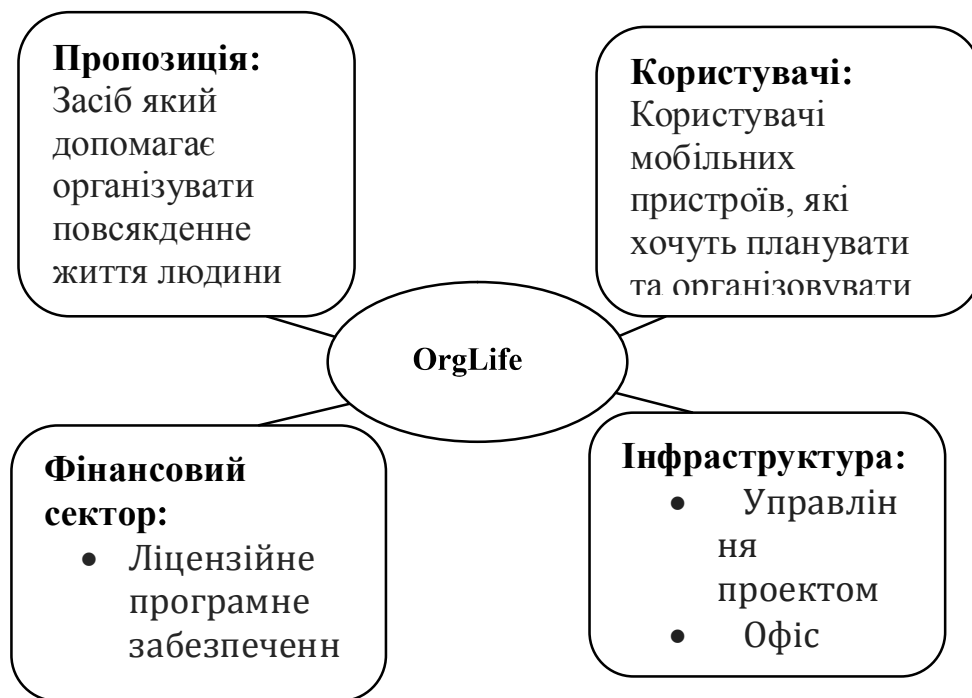 Пропозиція:
Засіб який
допомагає
організувати
повсякденне
життя людини
Користувачі:
Користувачі
мобільних
пристроїв, які
хочуть планувати
та організовувати
OrgLife
Фінансовий
сектор:
• Ліцензійне
програмне
забезпеченн
Інфраструктура:
• Управлін
ня
проектом
• Офіс